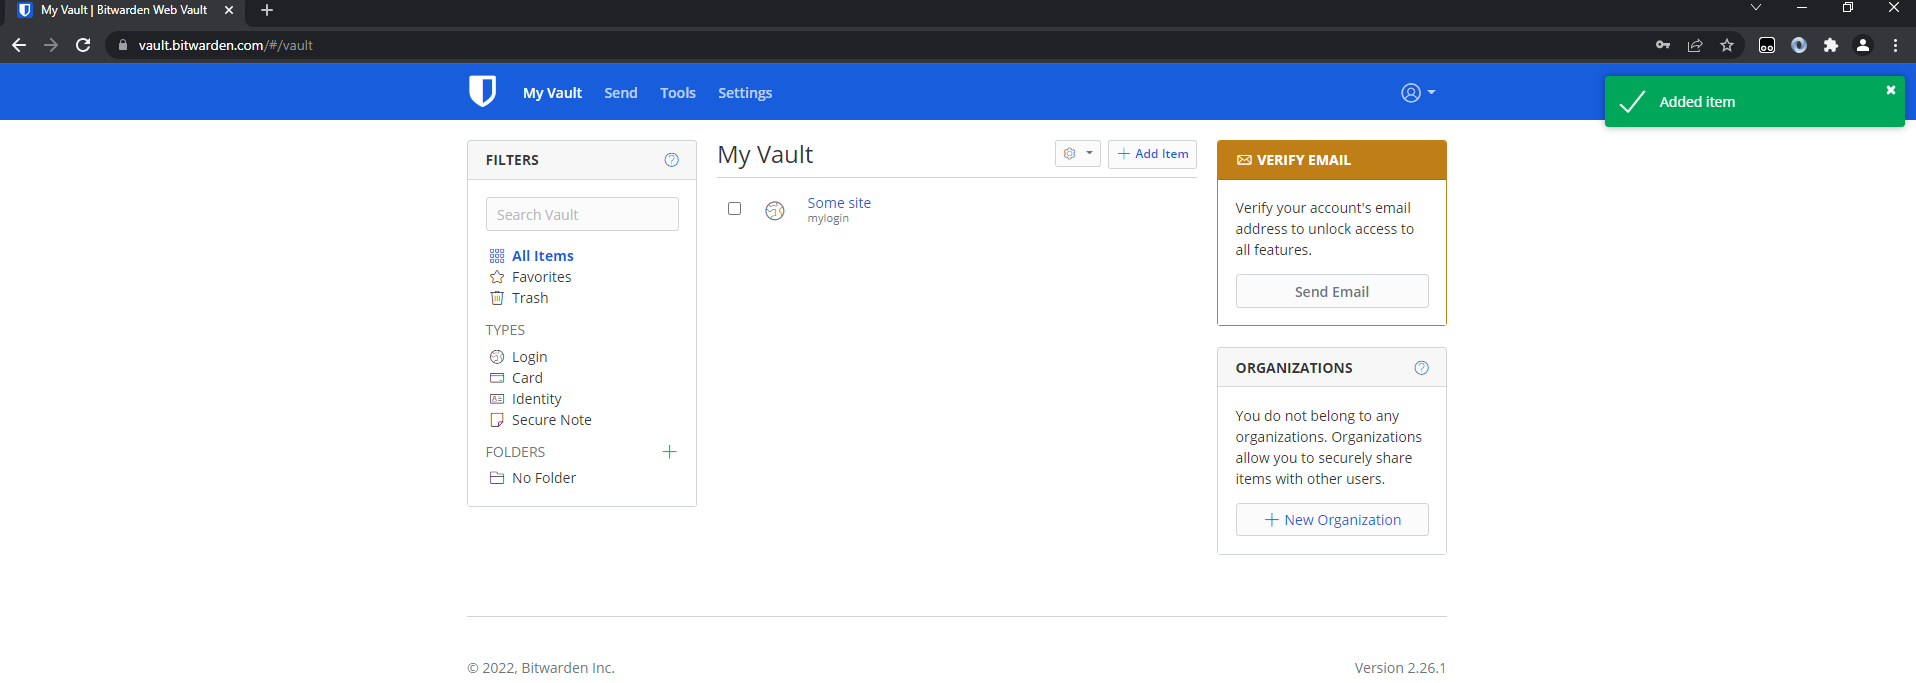 My Vault | Bitwarden Web Vault
vault.bitwarden.com/#/vault
My Vault Send Tools Settings
Added item
FILTERS
Search Vault
All Items
Favorites
Trash
TYPES
Login
Card
Identity
Secure Note
FOLDERS
No Folder
My Vault
Add Item
Some site
mylogin
VERIFY EMAIL
Verify your account's email
address to unlock access to
all features.
Send Email
ORGANIZATIONS
You do not belong to any
organizations. Organizations
allow you to securely share
items with other users.
New Organization
© 2022, Bitwarden Inc.
Version 2.26.1